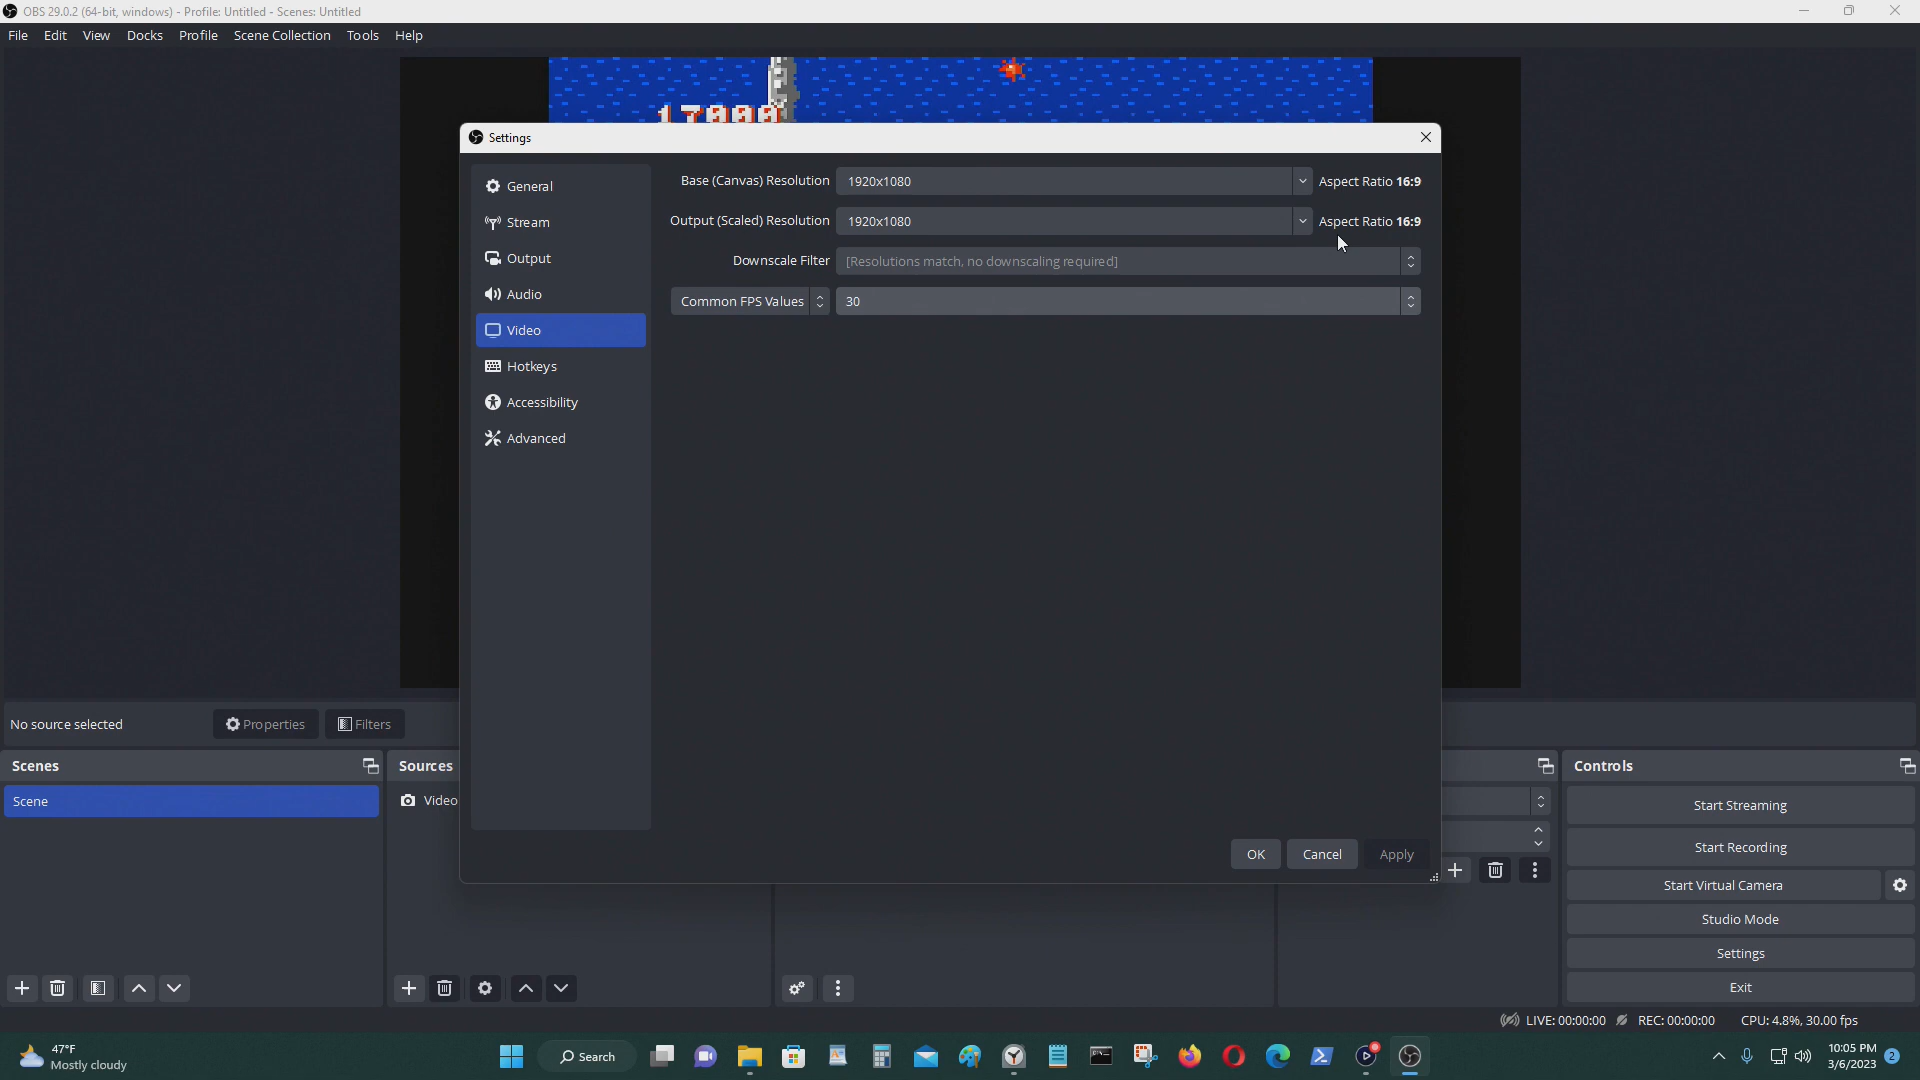 OBS 29.0.2 (64-bit, windows) - Profile: Untitled - Scenes: Untitled
File Edit View Docks Profile Scene Collection Tools Help
17000
Settings
General
Stream
Output
Audio
Video
Hotkeys
Accessibility
Advanced
Base (Canvas) Resolution 1920x1080 Aspect Ratio 16:9
Output (Scaled) Resolution 1920x1080 Aspect Ratio 16:9
Downscale Filter [Resolutions match, no downscaling required]
Common FPS Values 30
OK Cancel Apply
No source selected Properties Filters
Scenes
Scene
Sources
Video
Controls
Start Streaming
Start Recording
Start Virtual Camera
Studio Mode
Settings
Exit
LIVE: 00:00:00 REC: 00:00:00 CPU: 4.8%, 30.00 fps
47°F
Mostly cloudy
Search
10:05 PM
3/6/2023
2